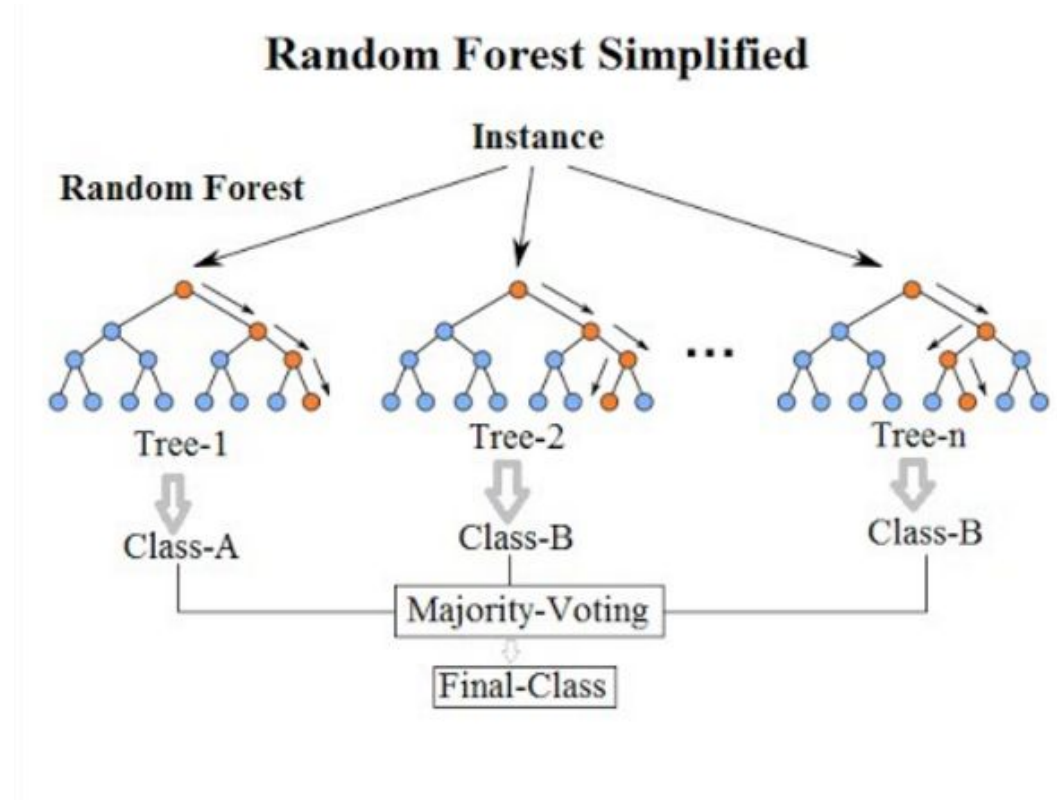 Random Forest Simplified
Instance
Random Forest
...
Tree-1
Tree-2
Tree-n
Class-A
Class-B
Class-B
Majority-Voting
Final-Class